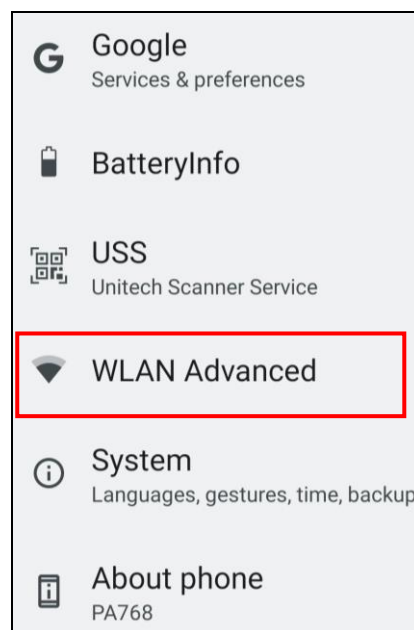 Google
Services & preferences
BatteryInfo
USS
Unitech Scanner Service
WLAN Advanced
System
Languages, gestures, time, backup
About phone
PA768